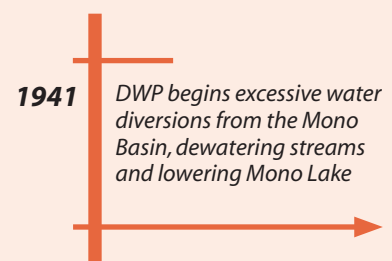 1941
DWP begins excessive water
diversions from the Mono
Basin, dewatering streams
and lowering Mono Lake